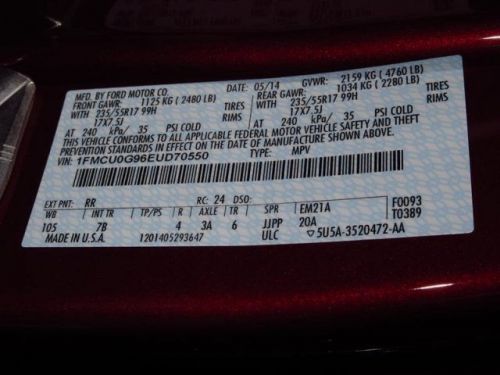 MFD. BY FORD MOTOR CO.
DATE: 05/14 GVWR: 2159 KG ( 4760 LB)
FRONT GAWR: 1125 KG ( 2480 LB) REAR GAWR: 1034 KG ( 2280 LB)
235/55R17 99H TIRES WITH 235/55R17 99H TIRES
17X7.5J RIMS 17X7.5J RIMS
AT 240 kPa/ 35 PSI COLD AT 240 kPa/ 35 PSI COLD
THIS VEHICLE CONFORMS TO ALL APPLICABLE FEDERAL MOTOR VEHICLE SAFETY AND THEFT PREVENTION STANDARDS IN EFFECT ON THE DATE OF MANUFACTURE SHOWN ABOVE.
VIN: 1FMCU0G96EUD70550 TYPE: MPV
EXT PNT: RR RC: 24 DSO: F0093
WB INT TR TP/PS R AXLE TR SPR EM21A T0389
105 7B 4 3A 6 JJPP 20A
MADE IN U.S.A. 1201405293647 ULC ▽5U5A-3520472-AA